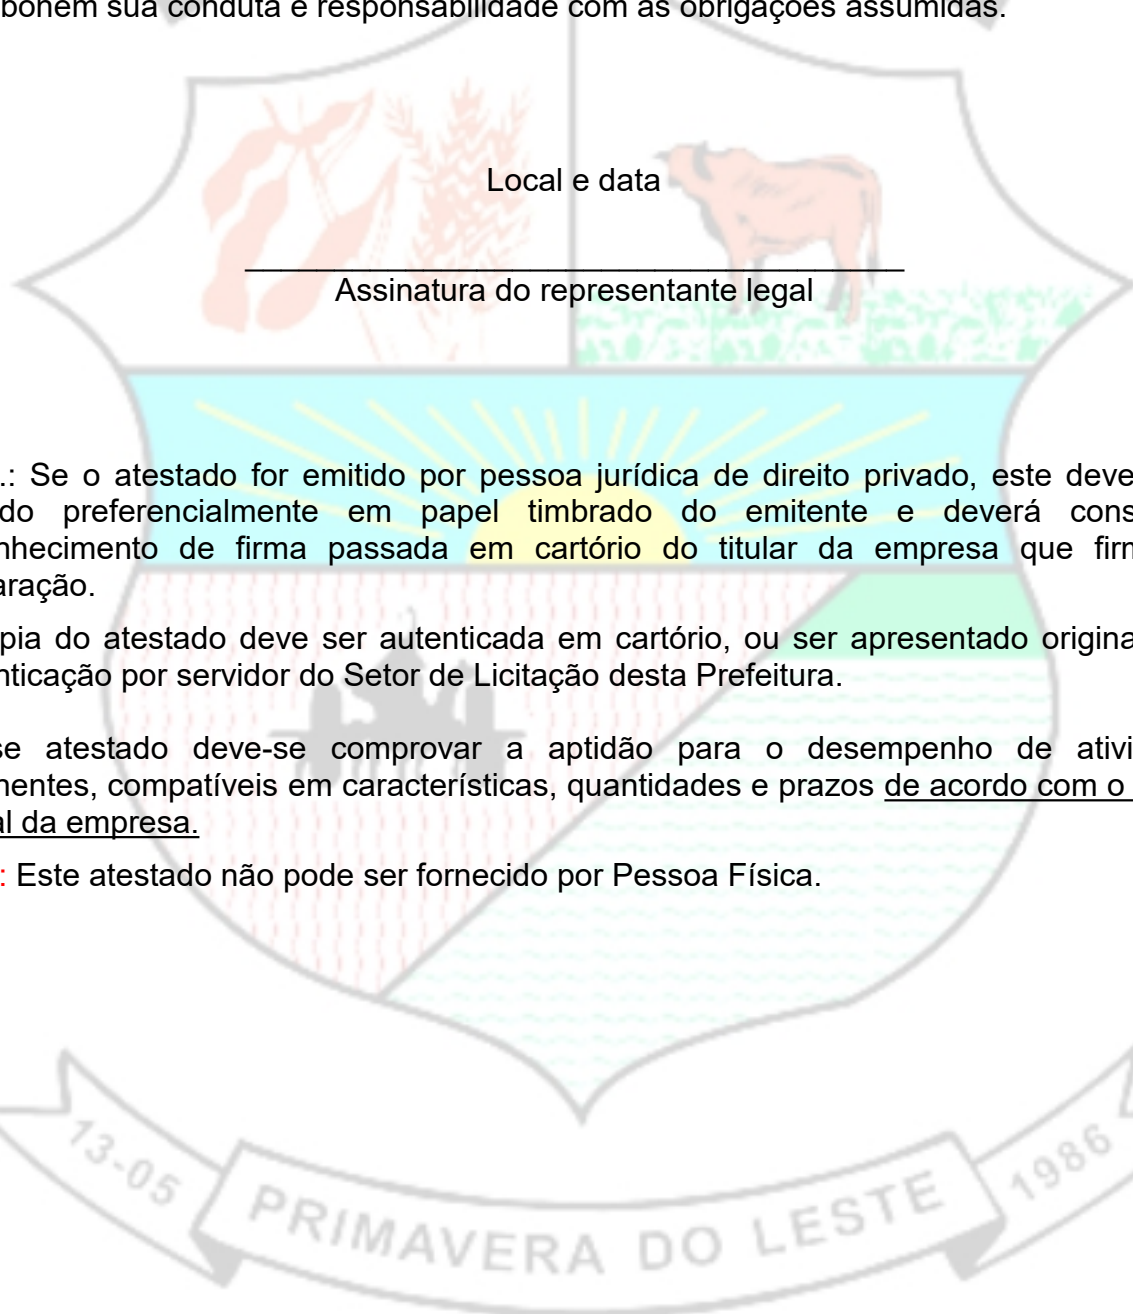 bonem sua conduta e responsabilidade com as obrigações assumidas.
Local e data
Assinatura do representante legal
.: Se o atestado for emitido por pessoa jurídica de direito privado, este deve
do preferencialmente em papel timbrado do emitente e deverá cons
nhecimento de firma passada em cartório do titular da empresa que firm
aração.
pia do atestado deve ser autenticada em cartório, ou ser apresentado origina
nticação por servidor do Setor de Licitação desta Prefeitura.
se atestado deve-se comprovar a aptidão para o desempenho de ativi
nentes, compatíveis em características, quantidades e prazos de acordo com o
al da empresa.
: Este atestado não pode ser fornecido por Pessoa Física.
13-05 PRIMAVERA DO LESTE 1986